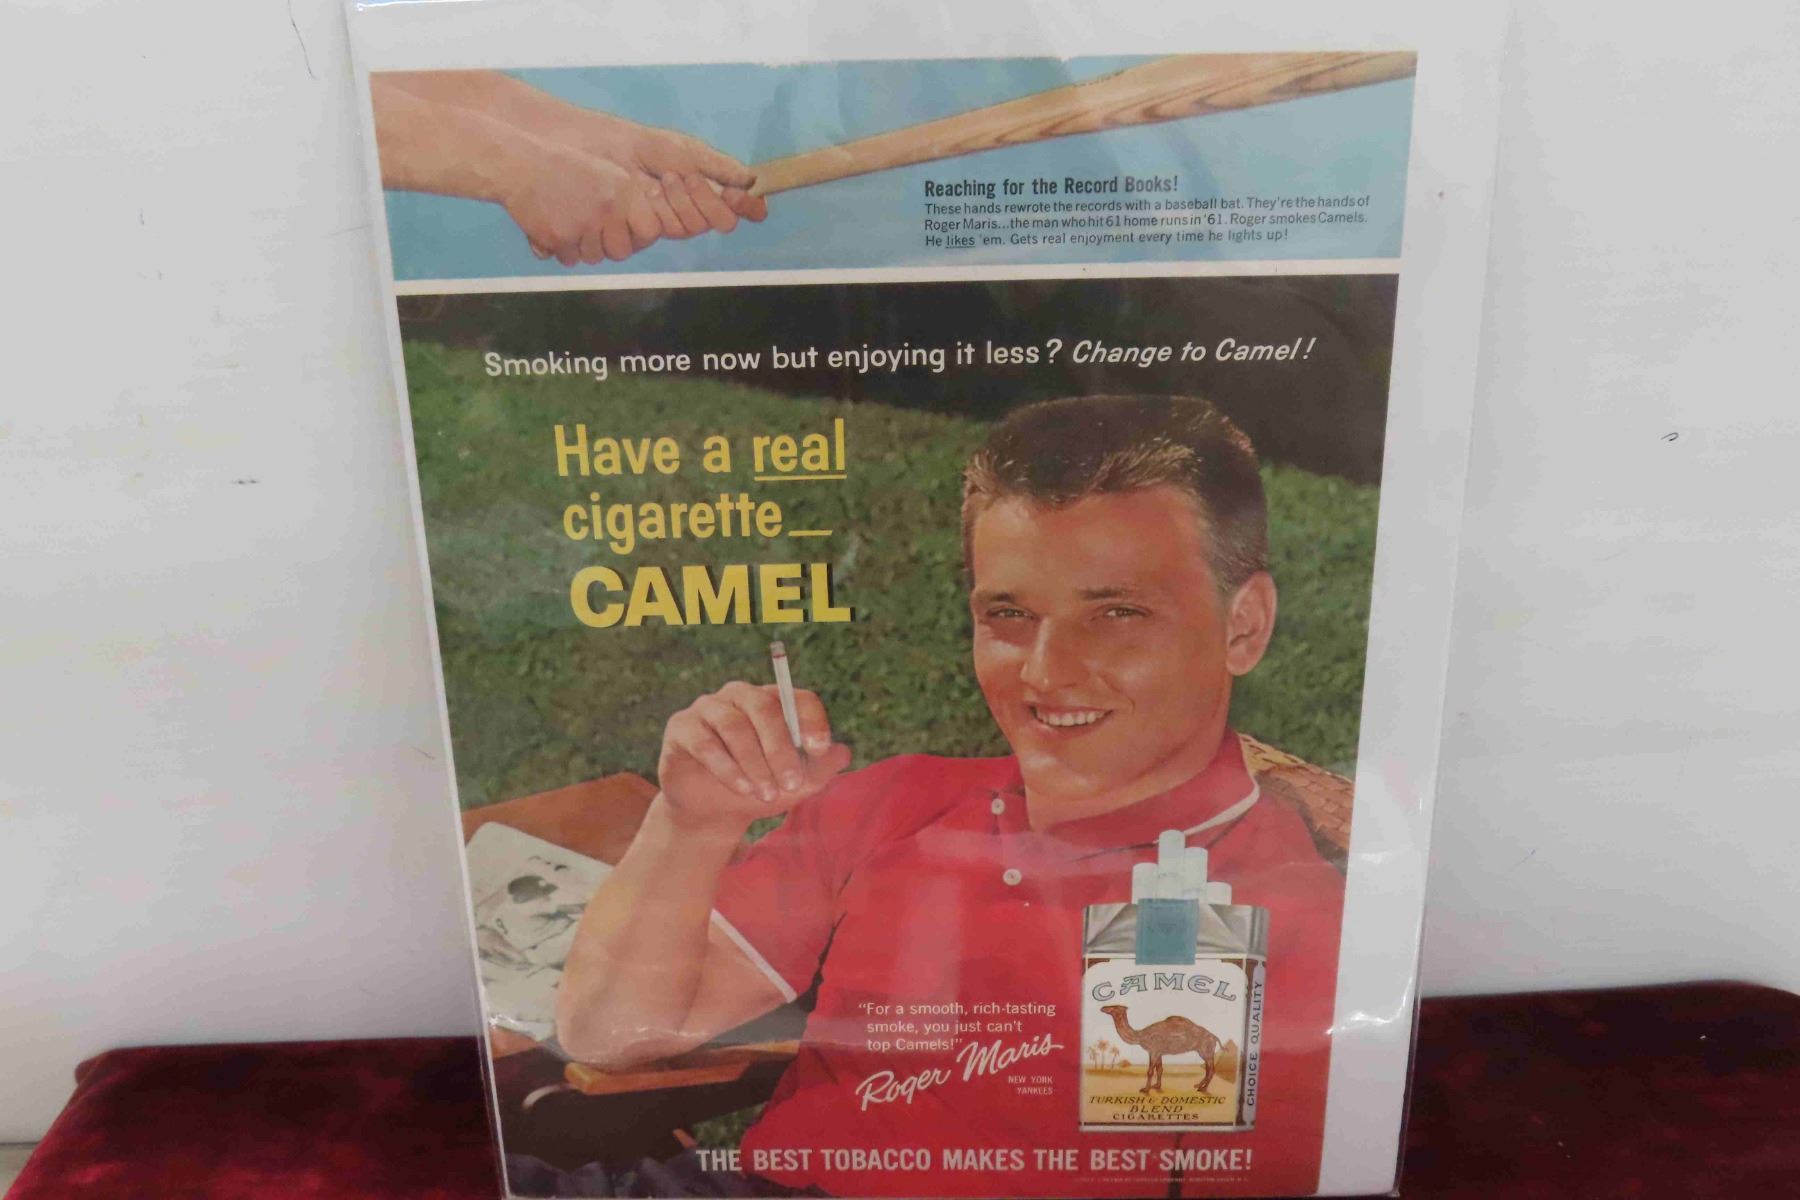 Reaching for the Record Books!
These hands rewrote the records with a baseball bat. They're the hands of
Roger Maris...the man who hit 61 home runs in '61. Roger smokes Camels.
He likes 'em. Gets real enjoyment every time he lights up!
Smoking more now but enjoying it less? Change to Camel!
Have a real
cigarette—
CAMEL
"For a smooth, rich-tasting
smoke, you just can't
top Camels!"
Roger Maris
NEW YORK
YANKEES
CAMEL
CHOICE QUALITY
TURKISH & DOMESTIC
BLEND
CIGARETTES
THE BEST TOBACCO MAKES THE BEST SMOKE!